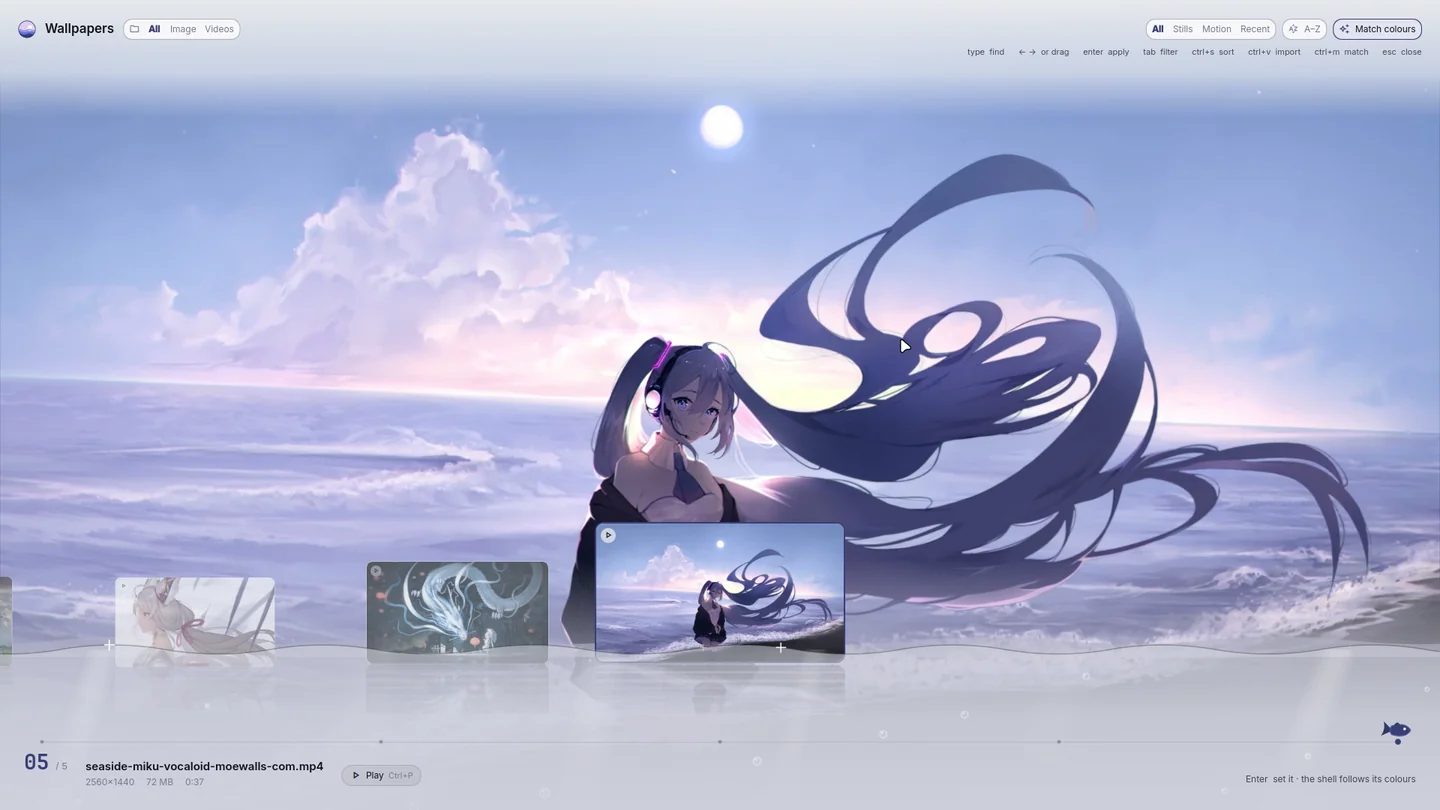 Wallpapers All Image Videos
All Stills Motion Recent A–Z Match colours
type find ← → or drag enter apply tab filter ctrl+s sort ctrl+v import ctrl+m match esc close
05 / 5 seaside-miku-vocaloid-moewalls-com.mp4
2560×1440 72 MB 0:37
Play Ctrl+P
Enter set it · the shell follows its colours